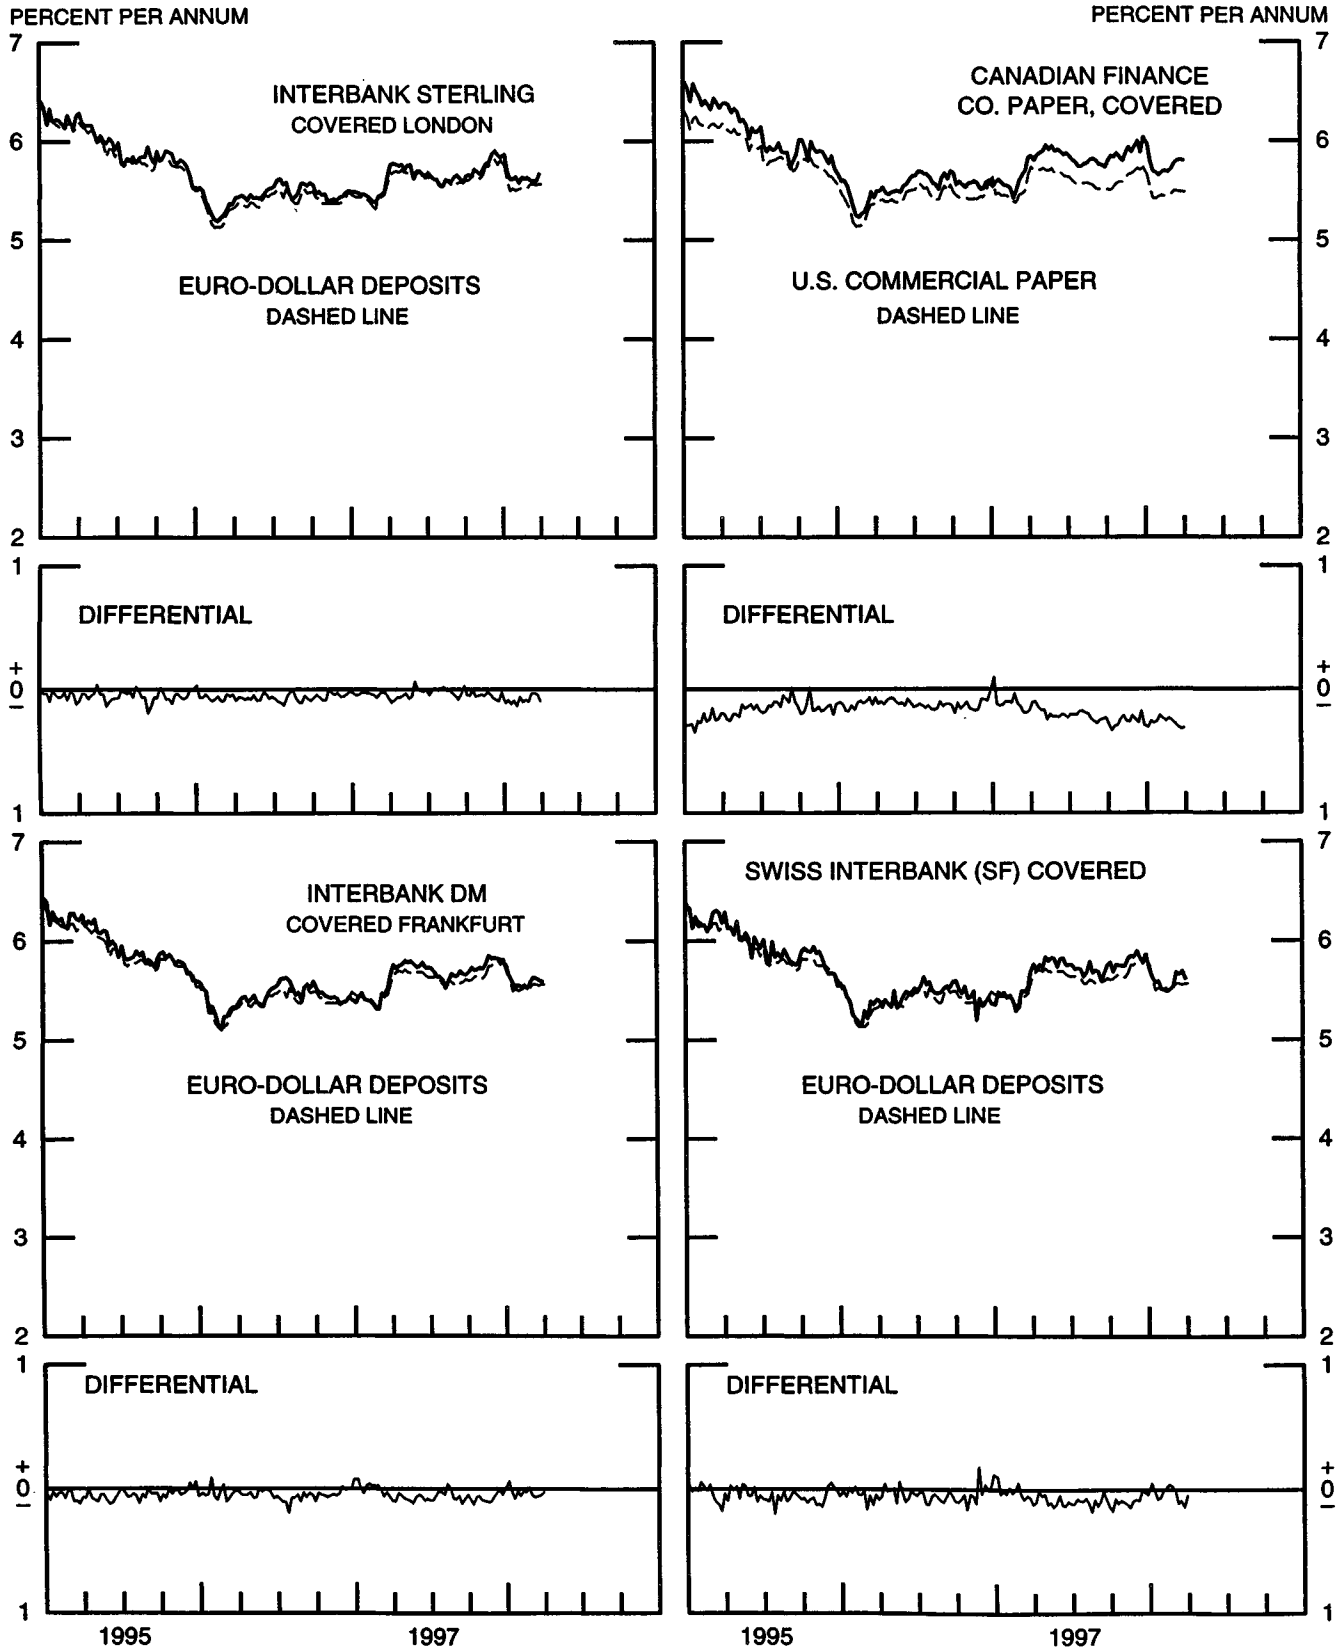 PERCENT PER ANNUM
PERCENT PER ANNUM
7
7
INTERBANK STERLING
COVERED LONDON
CANADIAN FINANCE
CO. PAPER, COVERED
6
6
5
5
EURO-DOLLAR DEPOSITS
DASHED LINE
U.S. COMMERCIAL PAPER
DASHED LINE
4
4
3
3
2
2
1
1
DIFFERENTIAL
DIFFERENTIAL
+
0
−
+
0
−
1
7
7
INTERBANK DM
COVERED FRANKFURT
SWISS INTERBANK (SF) COVERED
6
6
5
5
EURO-DOLLAR DEPOSITS
DASHED LINE
EURO-DOLLAR DEPOSITS
DASHED LINE
4
4
3
3
2
2
1
1
DIFFERENTIAL
DIFFERENTIAL
+
0
−
+
0
−
1
1
1995
1997
1995
1997